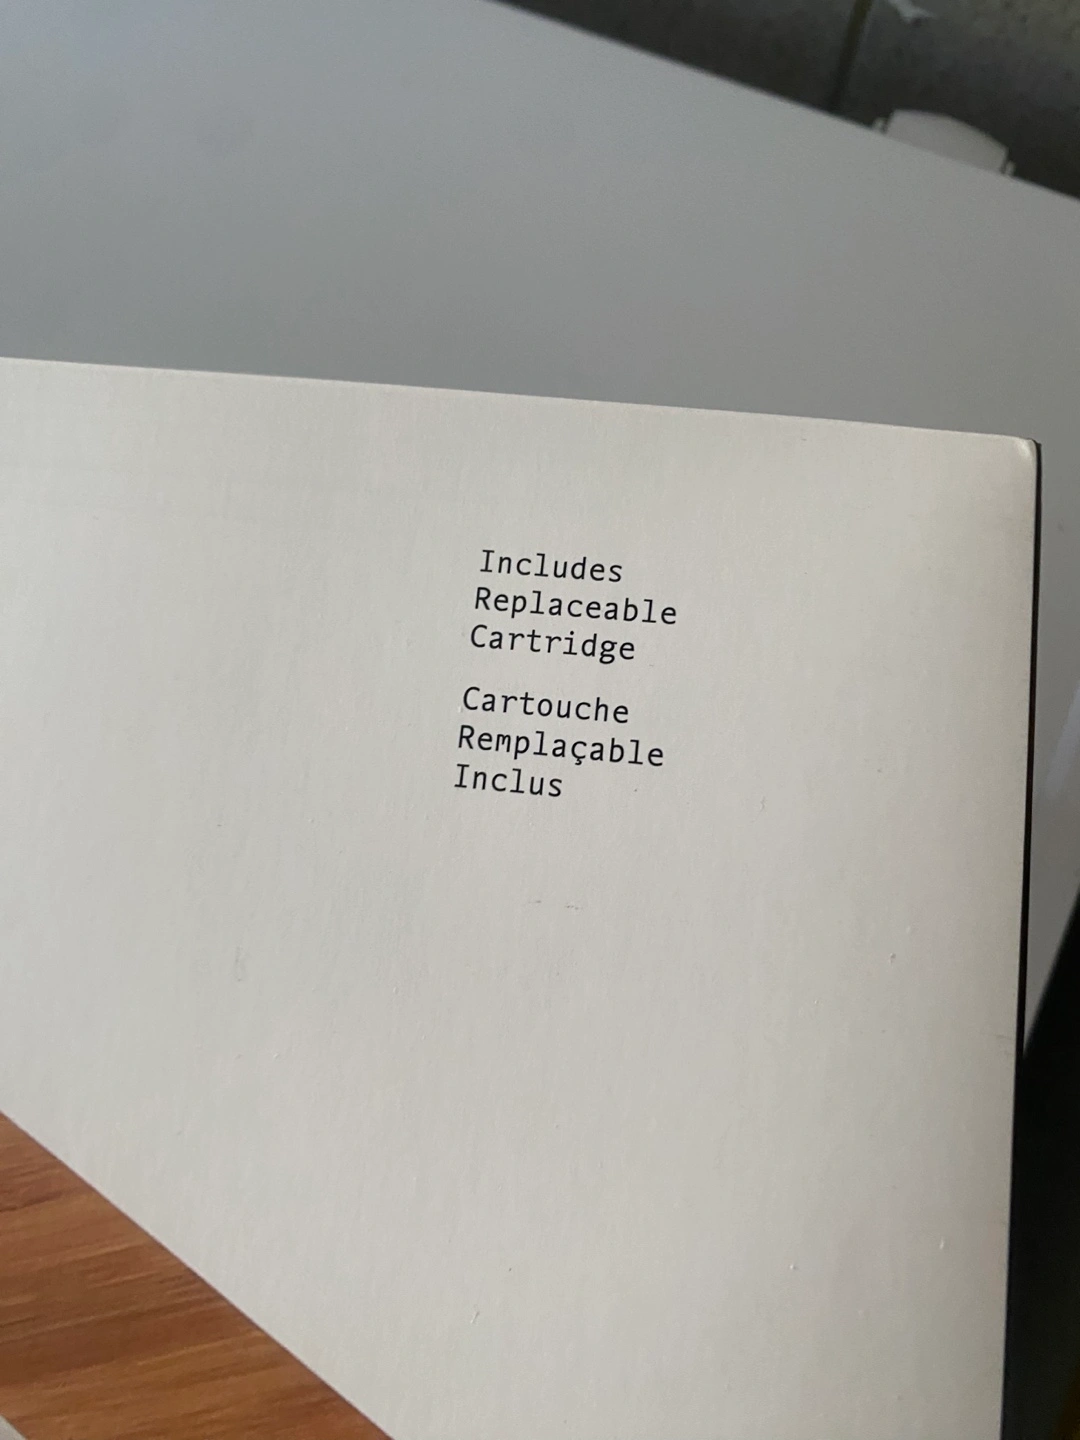 Includes
Replaceable
Cartridge
Cartouche
Remplaçable
Inclus